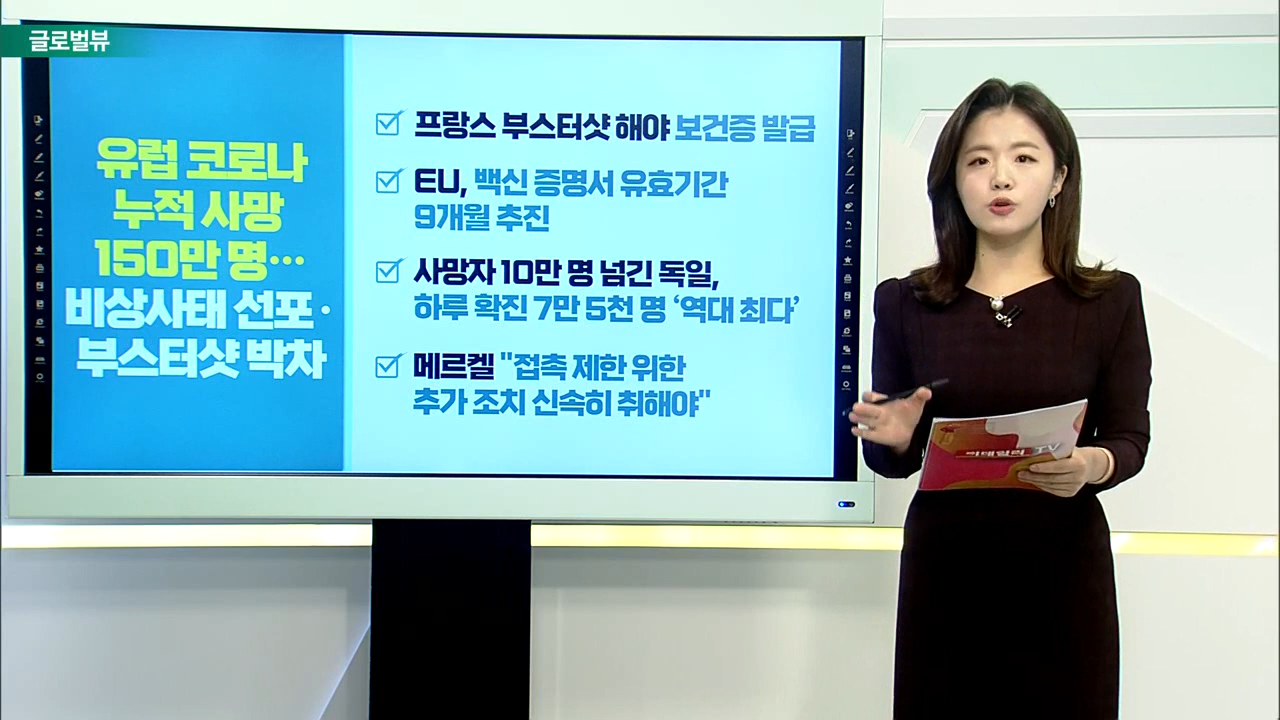 글로벌뷰
유럽 코로나
누적 사망
150만 명…
비상사태 선포·
부스터샷 박차
프랑스 부스터샷 해야 보건증 발급
EU, 백신 증명서 유효기간
9개월 추진
사망자 10만 명 넘긴 독일,
하루 확진 7만 5천 명 ‘역대 최다’
메르켈 "접촉 제한 위한
추가 조치 신속히 취해야"
TV